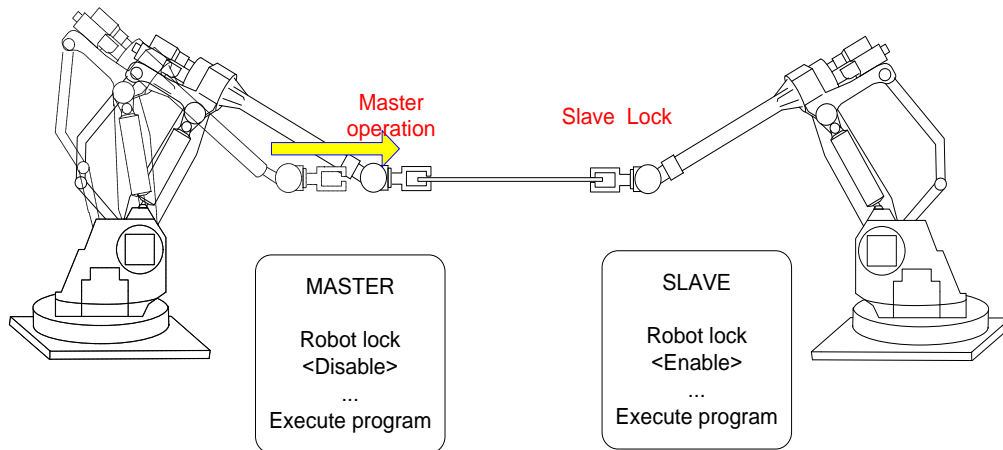 Master
operation
Slave Lock
MASTER
Robot lock
<Disable>
...
Execute program
SLAVE
Robot lock
<Enable>
...
Execute program